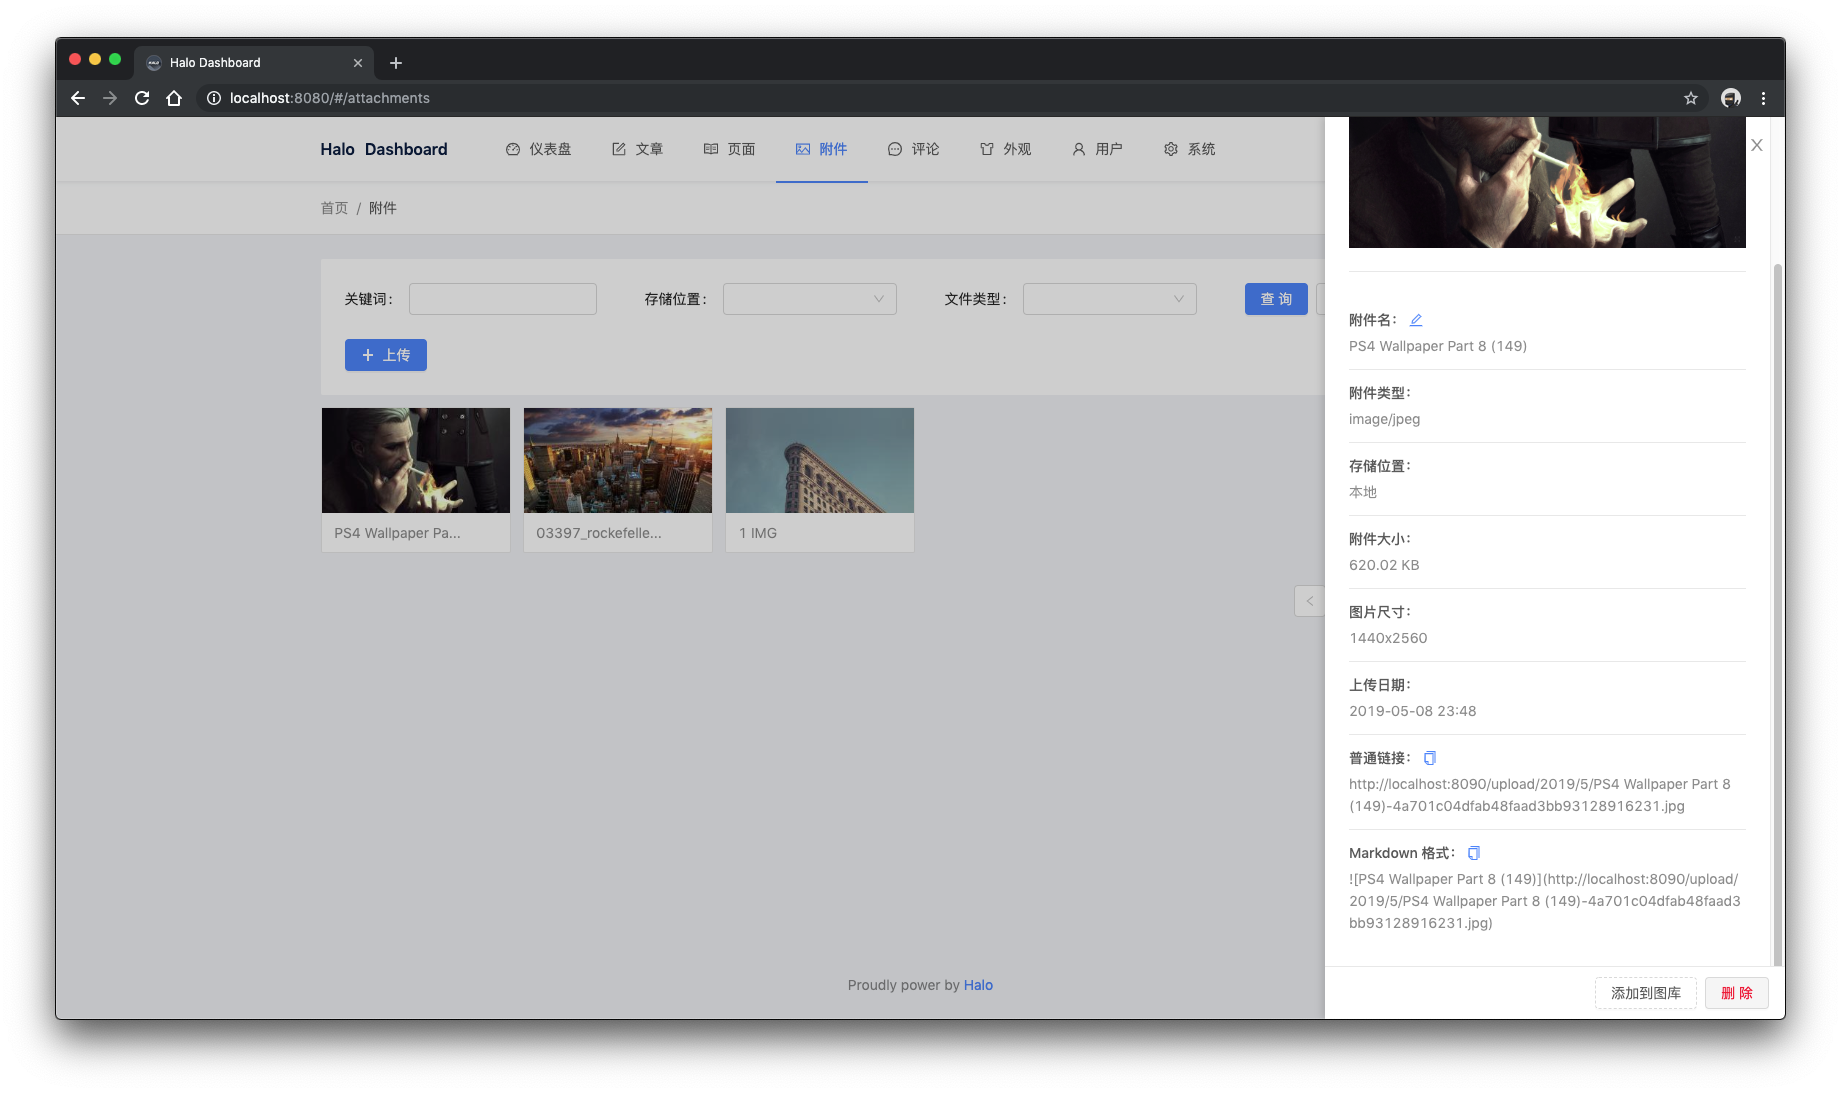 Halo Dashboard
localhost:8080/#/attachments
Halo Dashboard
仪表盘
文章
页面
附件
评论
外观
用户
系统
首页 / 附件
关键词：
存储位置：
文件类型：
查 询
上传
PS4 Wallpaper Pa...
03397_rockefelle...
1 IMG
Proudly power by Halo
附件名：
PS4 Wallpaper Part 8 (149)
附件类型：
image/jpeg
存储位置：
本地
附件大小：
620.02 KB
图片尺寸：
1440x2560
上传日期：
2019-05-08 23:48
普通链接：
http://localhost:8090/upload/2019/5/PS4 Wallpaper Part 8
(149)-4a701c04dfab48faad3bb93128916231.jpg
Markdown 格式：
![PS4 Wallpaper Part 8 (149)](http://localhost:8090/upload/
2019/5/PS4 Wallpaper Part 8 (149)-4a701c04dfab48faad3
bb93128916231.jpg)
添加到图库
删 除